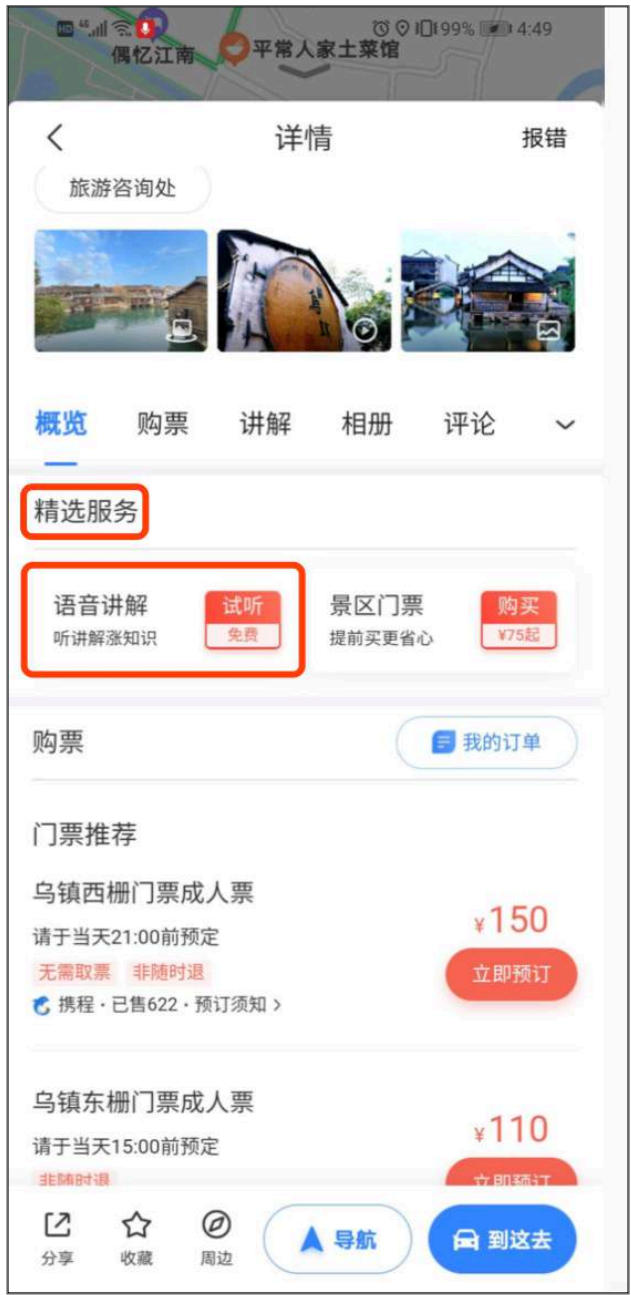 HD 46 99% 4:49
偶忆江南
平常人家土菜馆
详情
报错
旅游咨询处
概览 购票 讲解 相册 评论
精选服务
语音讲解
听讲解涨知识
试听
免费
景区门票
提前买更省心
购买
¥75起
购票
我的订单
门票推荐
乌镇西栅门票成人票
请于当天21:00前预定
无需取票 非随时退
携程·已售622·预订须知 >
¥150
立即预订
乌镇东栅门票成人票
请于当天15:00前预定
非随时退
¥110
立即预订
分享 收藏 周边
导航
到这去